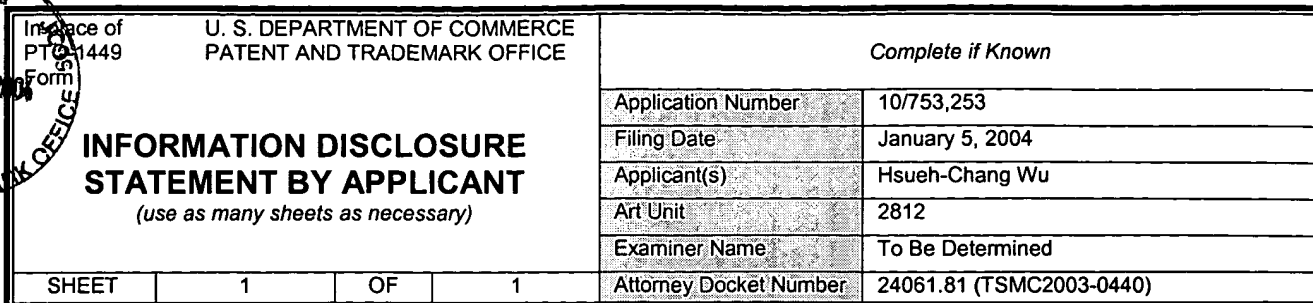 In place of U. S. DEPARTMENT OF COMMERCE
PTO-1449 PATENT AND TRADEMARK OFFICE
Form
INFORMATION DISCLOSURE
STATEMENT BY APPLICANT
(use as many sheets as necessary)
SHEET 1 OF 1
Complete if Known
Application Number 10/753,253
Filing Date January 5, 2004
Applicant(s) Hsueh-Chang Wu
Art Unit 2812
Examiner Name To Be Determined
Attorney Docket Number 24061.81 (TSMC2003-0440)
OFFICE